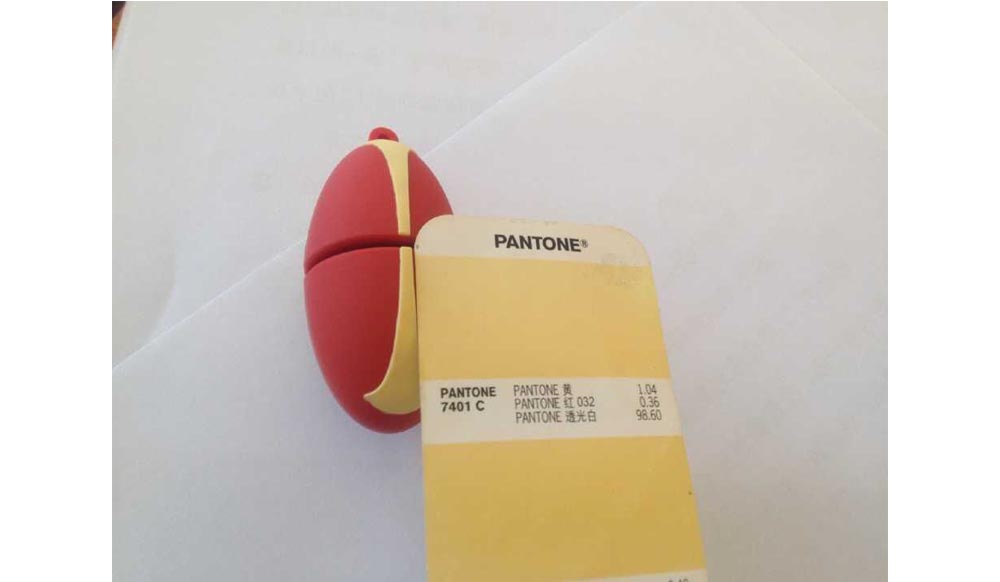 PANTONE®
PANTONE 黄 1.04
PANTONE 7401 C
PANTONE 红 032 0.36
PANTONE 透光白 98.60